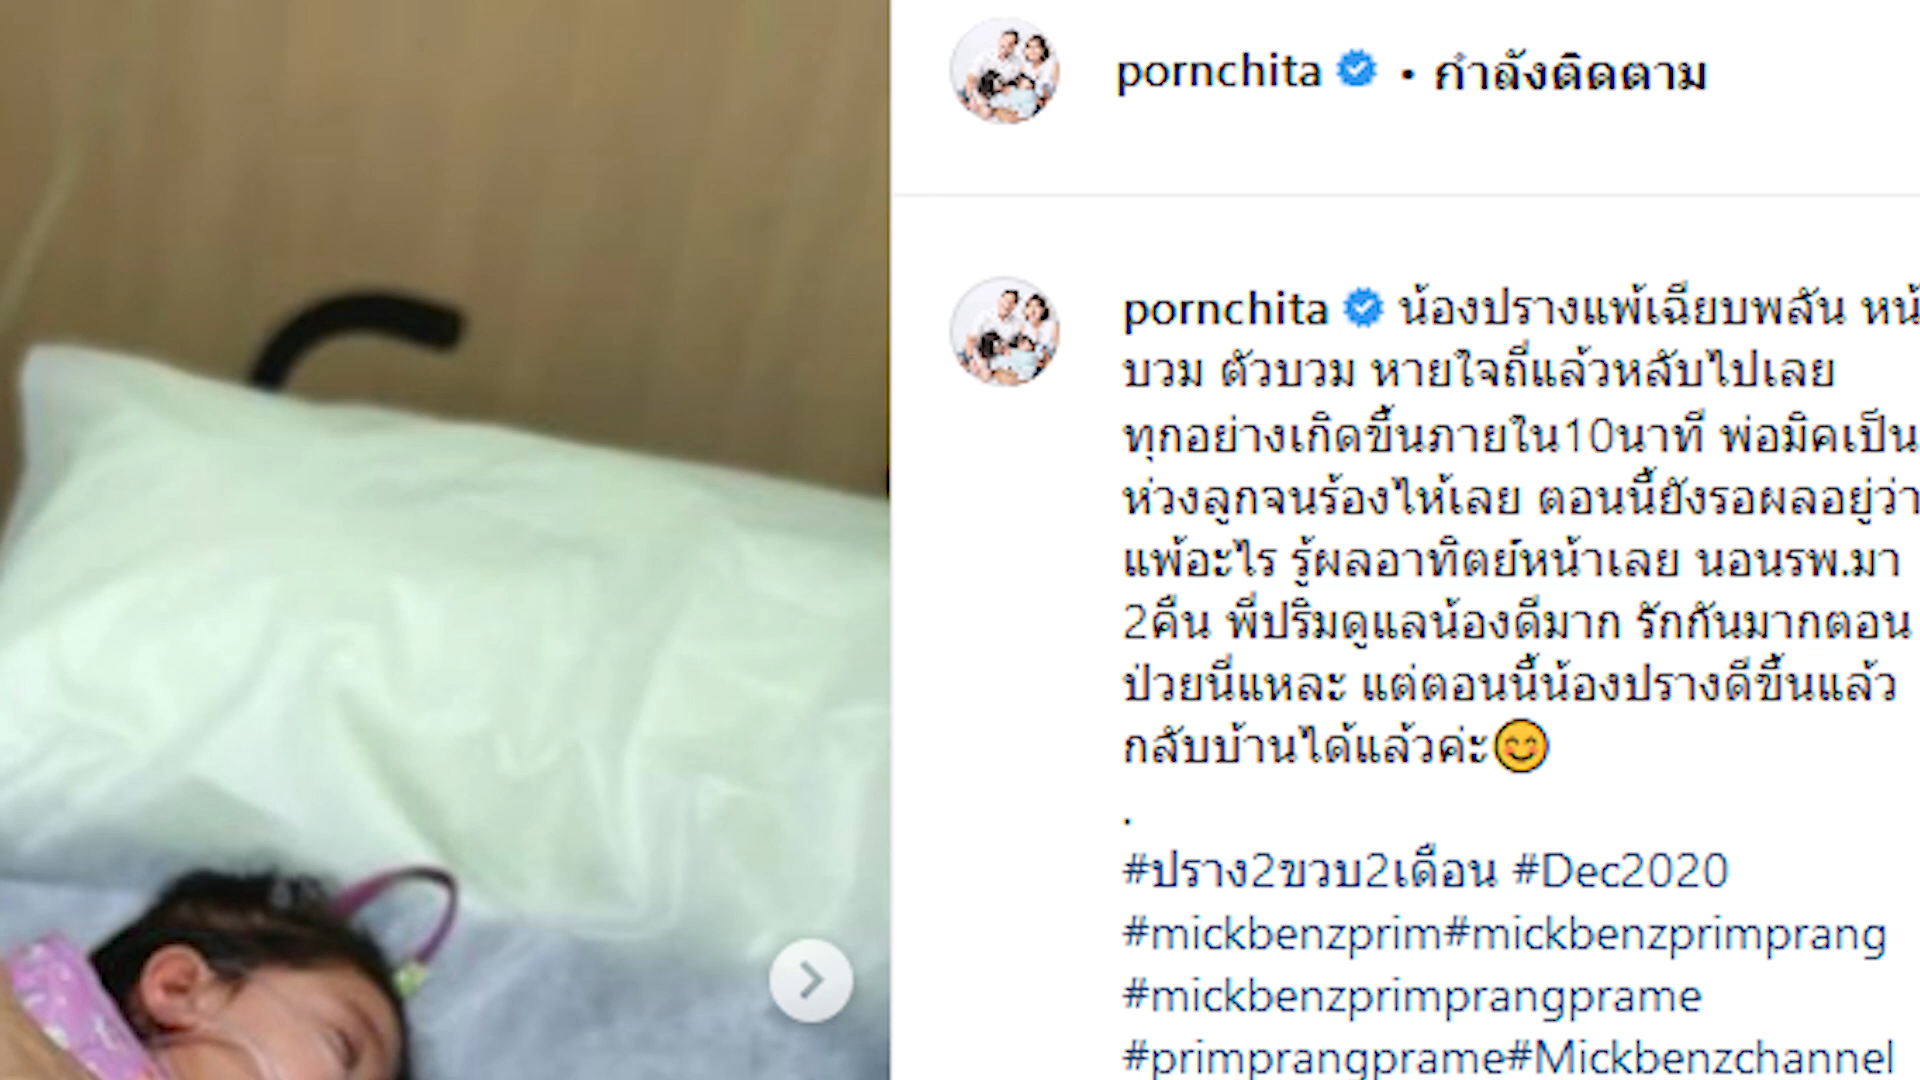 pornchita • กำลังติดตาม
pornchita น้องปรางแพ้เฉียบพลัน หน้
บวม ตัวบวม หายใจถี่แล้วหลับไปเลย
ทุกอย่างเกิดขึ้นภายใน10นาที พ่อมิคเป็น
ห่วงลูกจนร้องไห้เลย ตอนนี้ยังรอผลอยู่ว่า
แพ้อะไร รู้ผลอาทิตย์หน้าเลย นอนรพ.มา
2คืน พี่ปริมดูแลน้องดีมาก รักกันมากตอน
ป่วยนี่แหละ แต่ตอนนี้น้องปรางดีขึ้นแล้ว
กลับบ้านได้แล้วค่ะ😊
.
#ปราง2ขวบ2เดือน #Dec2020
#mickbenzprim#mickbenzprimprang
#mickbenzprimprangprame
#primprangprame#Mickbenzchannel